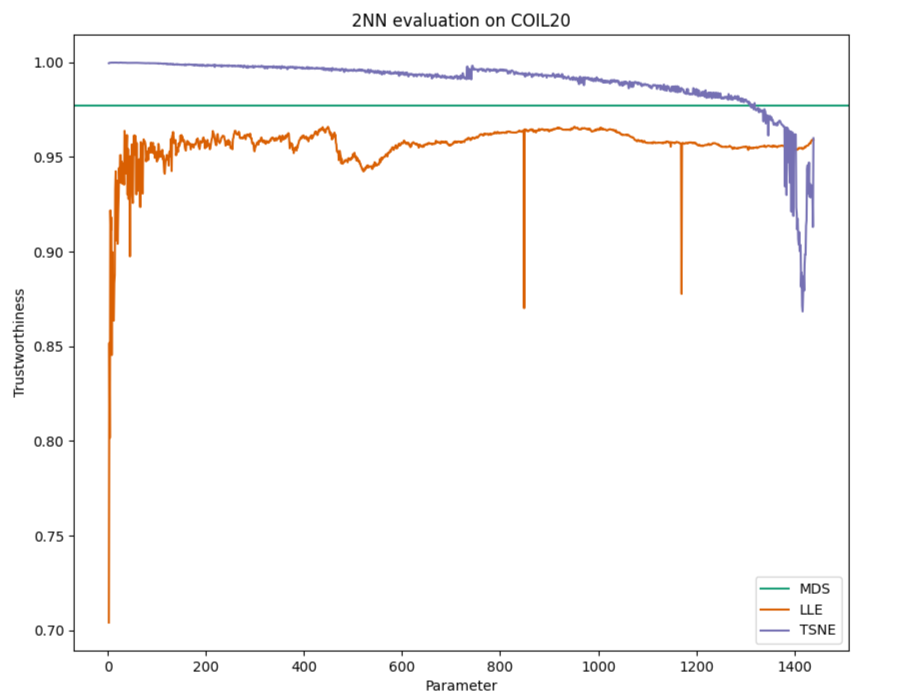 2NN evaluation on COIL20
Trustworthiness
1.00
0.95
0.90
0.85
0.80
0.75
0.70
0 200 400 600 800 1000 1200 1400
Parameter
MDS
LLE
TSNE